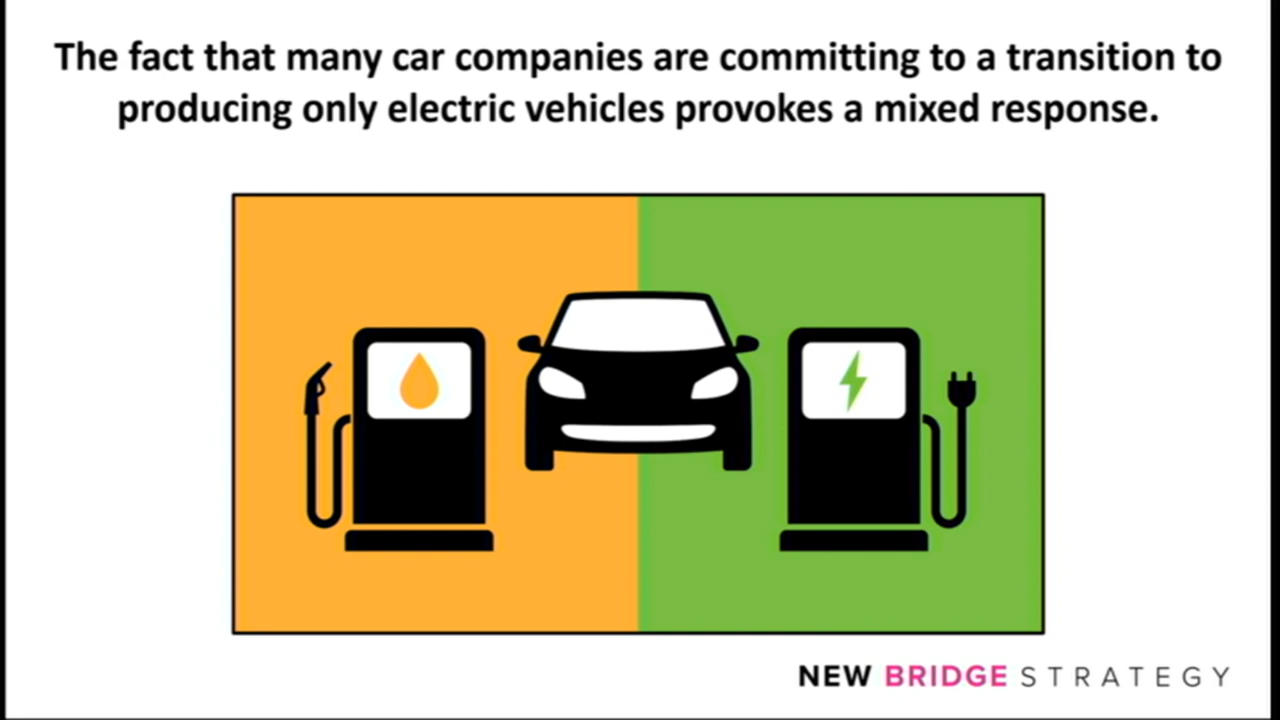 The fact that many car companies are committing to a transition to
producing only electric vehicles provokes a mixed response.
NEW BRIDGE STRATEGY